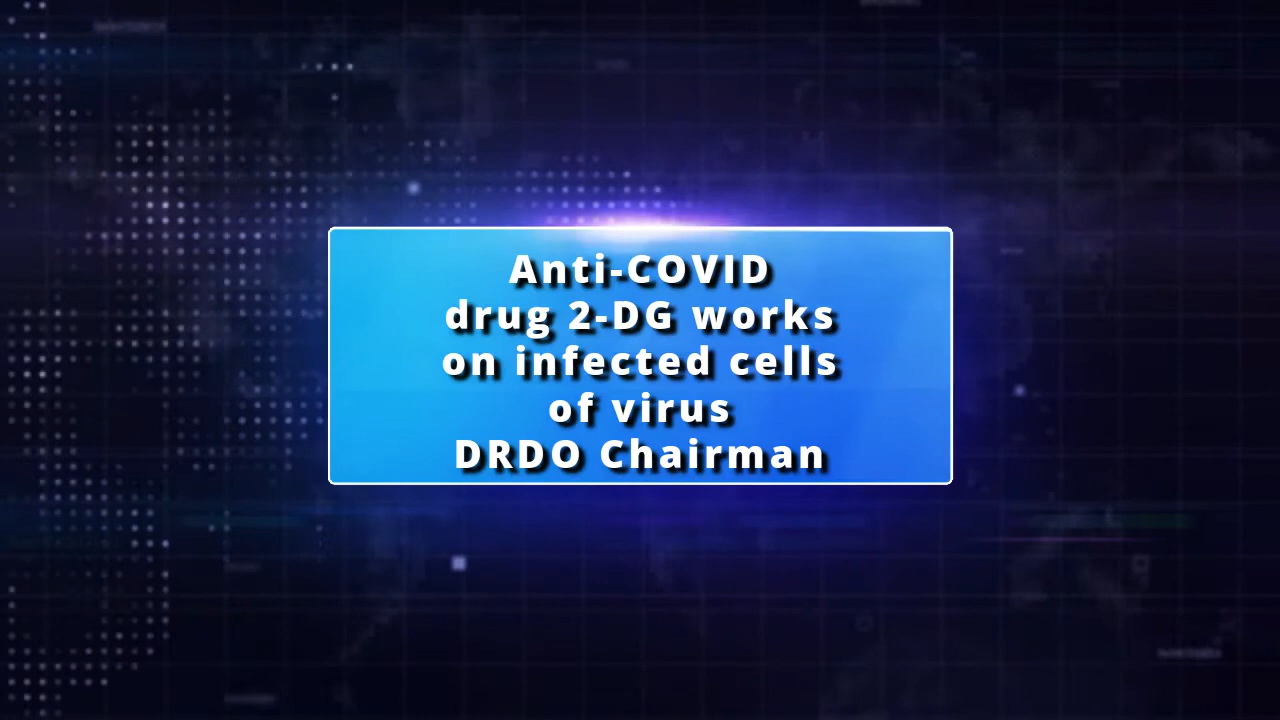 Anti-COVID
drug 2-DG works
on infected cells
of virus
DRDO Chairman